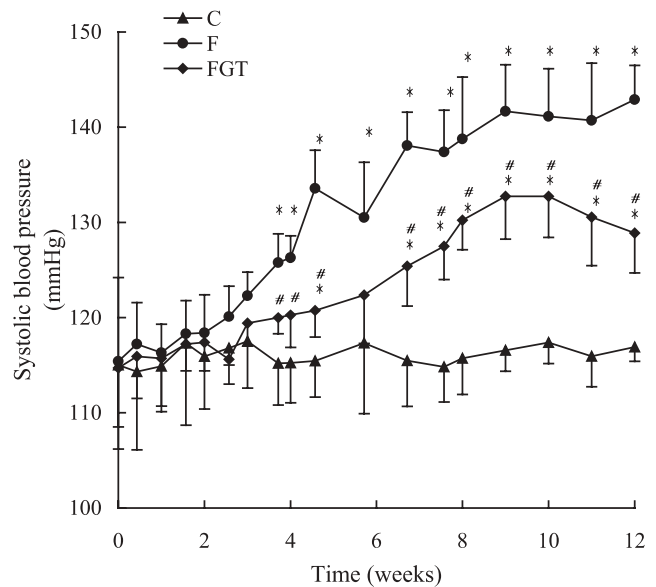 C
F
FGT
150
140
130
120
110
100
Systolic blood pressure
(mmHg)
* * * * * * * * * * *
# # # # # # # # # #
* * * * * * * *
0 2 4 6 8 10 12
Time (weeks)